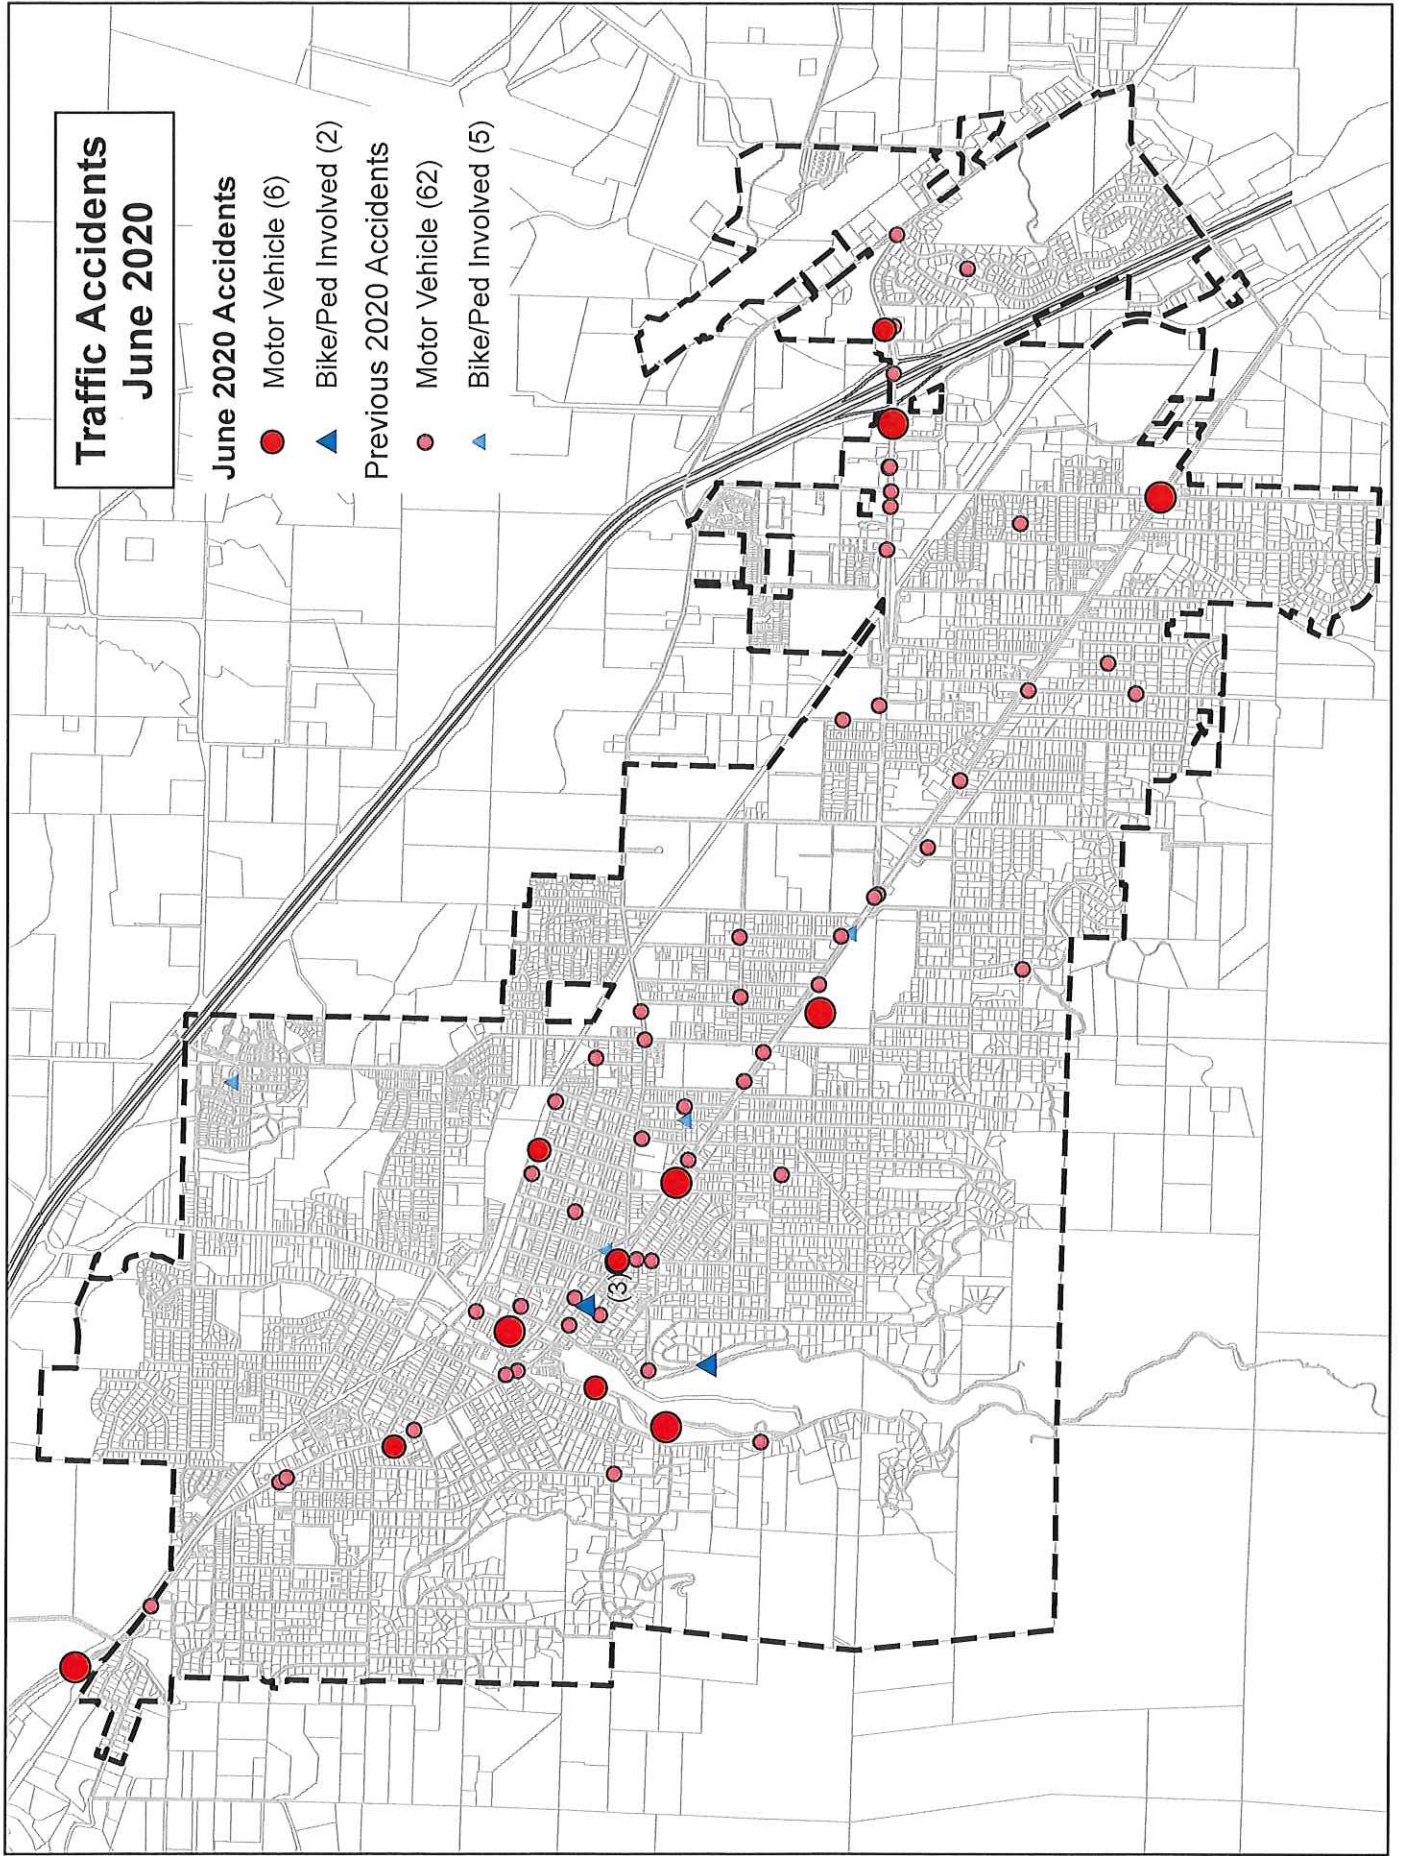 Traffic Accidents
June 2020
June 2020 Accidents
Motor Vehicle (6)
Bike/Ped Involved (2)
Previous 2020 Accidents
Motor Vehicle (62)
Bike/Ped Involved (5)
(3)